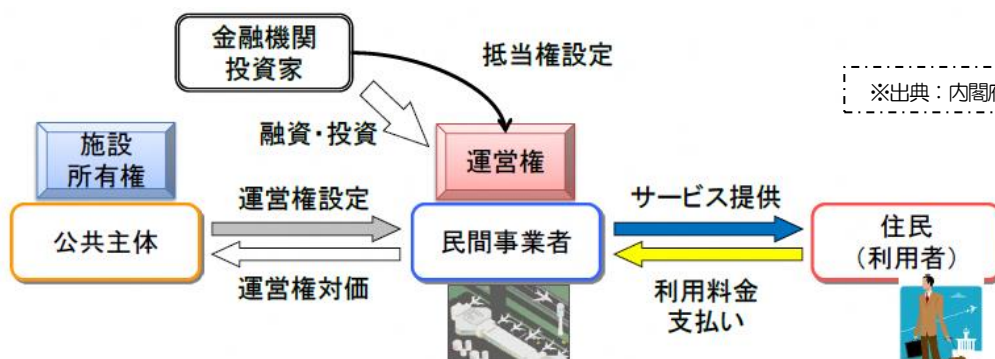 金融機関
投資家
抵当権設定
※出典：内閣府
融資・投資
施設
所有権
運営権
運営権設定
サービス提供
公共主体
民間事業者
住民
（利用者）
運営権対価
利用料金
支払い